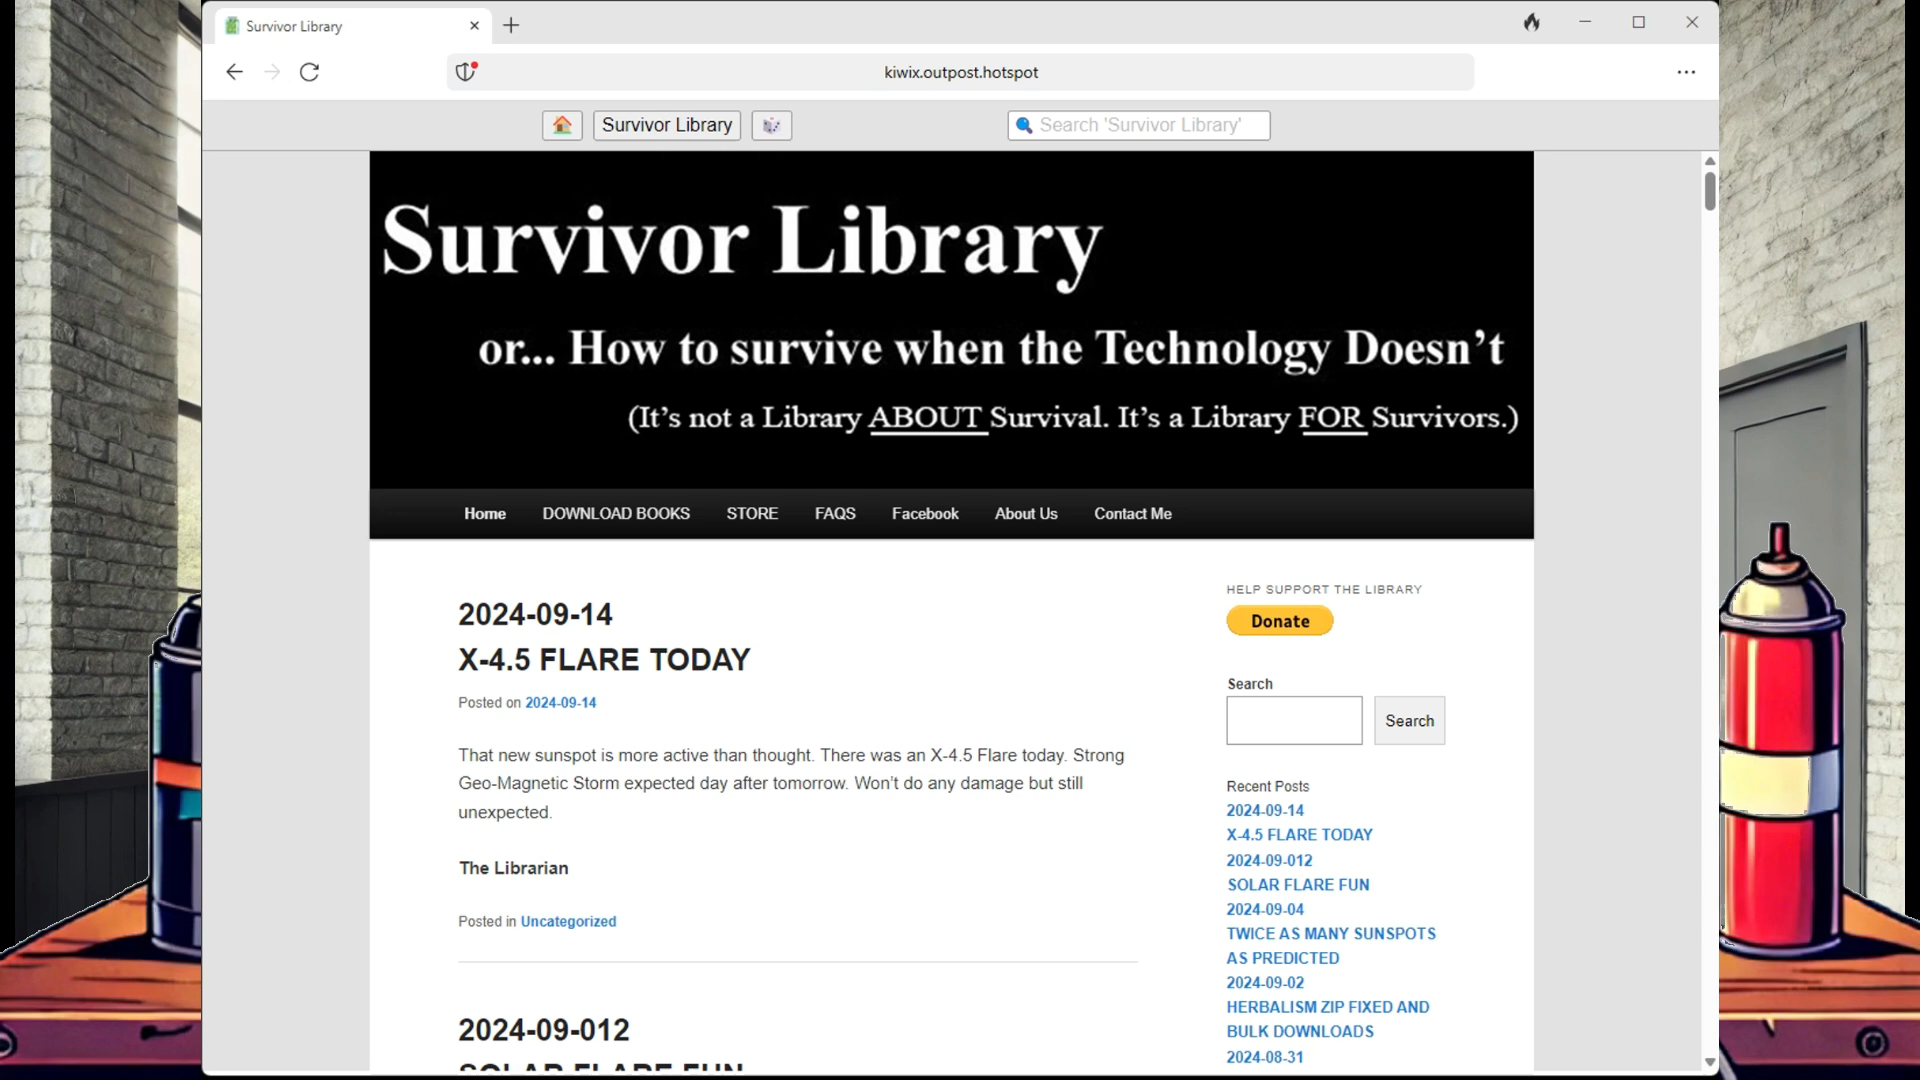 Survivor Library
kiwix.outpost.hotspot
Survivor Library
Search 'Survivor Library'
Survivor Library
or... How to survive when the Technology Doesn't
(It's not a Library ABOUT Survival. It's a Library FOR Survivors.)
Home DOWNLOAD BOOKS STORE FAQS Facebook About Us Contact Me
2024-09-14
X-4.5 FLARE TODAY
Posted on 2024-09-14
That new sunspot is more active than thought. There was an X-4.5 Flare today. Strong
Geo-Magnetic Storm expected day after tomorrow. Won't do any damage but still
unexpected.
The Librarian
Posted in Uncategorized
2024-09-012
SOLAR FLARE FUN
HELP SUPPORT THE LIBRARY
Donate
Search
Search
Recent Posts
2024-09-14
X-4.5 FLARE TODAY
2024-09-012
SOLAR FLARE FUN
2024-09-04
TWICE AS MANY SUNSPOTS
AS PREDICTED
2024-09-02
HERBALISM ZIP FIXED AND
BULK DOWNLOADS
2024-08-31